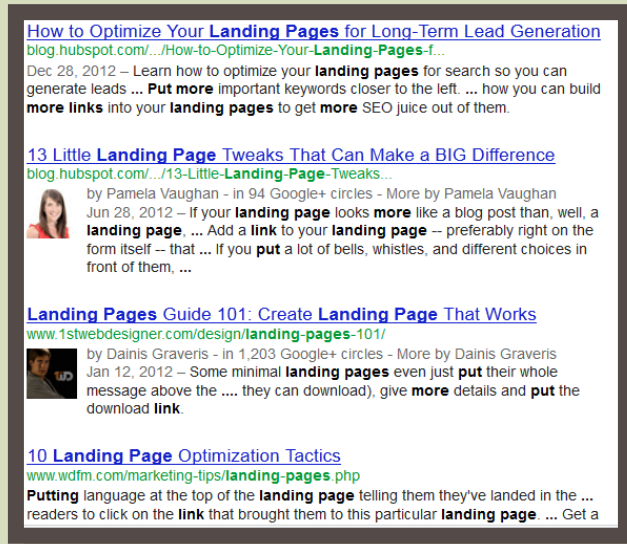 How to Optimize Your Landing Pages for Long-Term Lead Generation
blog.hubspot.com/.../How-to-Optimize-Your-Landing-Pages-f...
Dec 28, 2012 – Learn how to optimize your landing pages for search so you can
generate leads ... Put more important keywords closer to the left. ... how you can build
more links into your landing pages to get more SEO juice out of them.
13 Little Landing Page Tweaks That Can Make a BIG Difference
blog.hubspot.com/.../13-Little-Landing-Page-Tweaks...
by Pamela Vaughan - in 94 Google+ circles - More by Pamela Vaughan
Jun 28, 2012 – If your landing page looks more like a blog post than, well, a
landing page, ... Add a link to your landing page -- preferably right on the
form itself -- that ... If you put a lot of bells, whistles, and different choices in
front of them, ...
Landing Pages Guide 101: Create Landing Page That Works
www.1stwebdesigner.com/design/landing-pages-101/
by Dainis Graveris - in 1,203 Google+ circles - More by Dainis Graveris
Jan 12, 2012 – Some minimal landing pages even just put their whole
message above the .... they can download), give more details and put the
download link.
10 Landing Page Optimization Tactics
www.wdfm.com/marketing-tips/landing-pages.php
Putting language at the top of the landing page telling them they've landed in the ...
readers to click on the link that brought them to this particular landing page. ... Get a